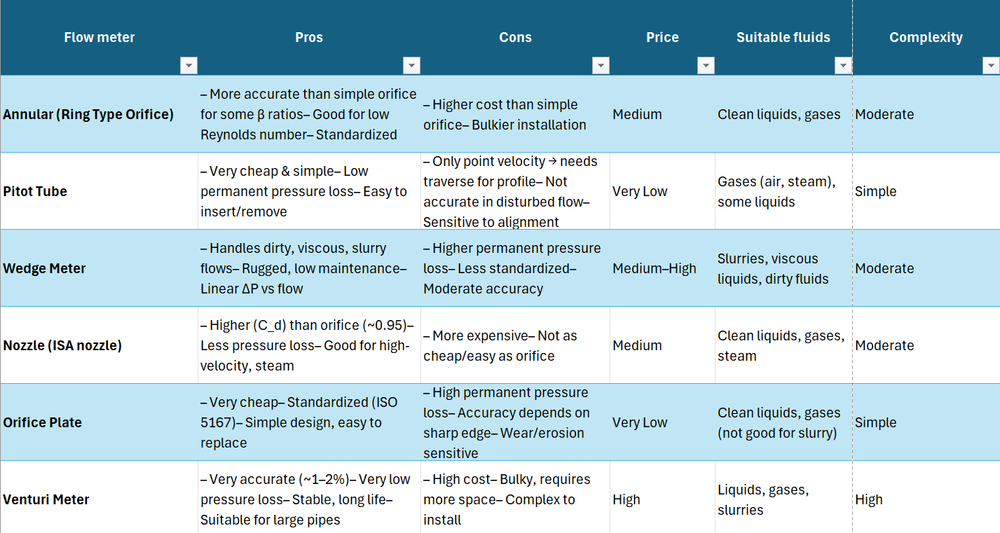 Flow meter Pros Cons Price Suitable fluids Complexity
Annular (Ring Type Orifice)
– More accurate than simple orifice
for some β ratios– Good for low
Reynolds number– Standardized
– Higher cost than simple
orifice– Bulkier installation
Medium
Clean liquids, gases
Moderate
Pitot Tube
– Very cheap & simple– Low
permanent pressure loss– Easy to
insert/remove
– Only point velocity → needs
traverse for profile– Not
accurate in disturbed flow–
Sensitive to alignment
Very Low
Gases (air, steam),
some liquids
Simple
Wedge Meter
– Handles dirty, viscous, slurry
flows– Rugged, low maintenance–
Linear ΔP vs flow
– Higher permanent pressure
loss– Less standardized–
Moderate accuracy
Medium–High
Slurries, viscous
liquids, dirty fluids
Moderate
Nozzle (ISA nozzle)
– Higher (C_d) than orifice (~0.95)–
Less pressure loss– Good for high-
velocity, steam
– More expensive– Not as
cheap/easy as orifice
Medium
Clean liquids, gases,
steam
Moderate
Orifice Plate
– Very cheap– Standardized (ISO
5167)– Simple design, easy to
replace
– High permanent pressure
loss– Accuracy depends on
sharp edge– Wear/erosion
sensitive
Very Low
Clean liquids, gases
(not good for slurry)
Simple
Venturi Meter
– Very accurate (~1–2%)– Very low
pressure loss– Stable, long life–
Suitable for large pipes
– High cost– Bulky, requires
more space– Complex to
install
High
Liquids, gases,
slurries
High